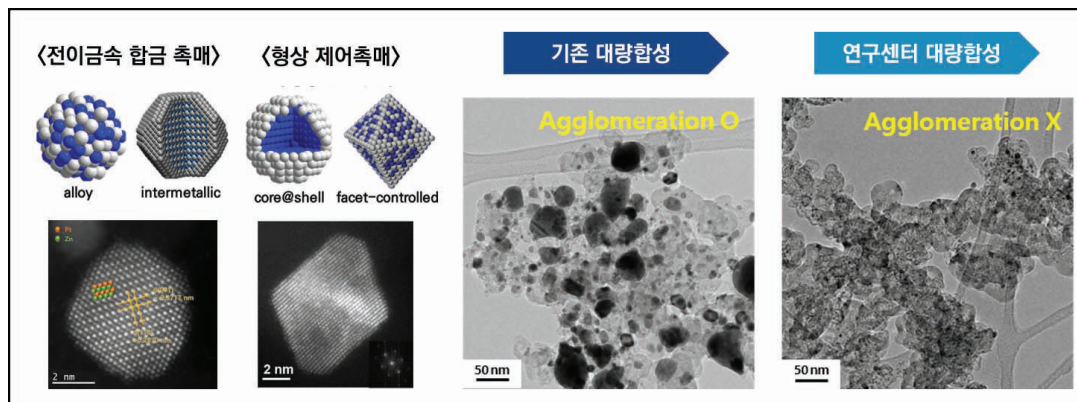 <전이금속 합금 촉매>
<형상 제어촉매>
기존 대량합성
연구센터 대량합성
alloy
intermetallic
core@shell
facet-controlled
Agglomeration O
Agglomeration X
Pt
Zn
2 nm
2 nm
50 nm
50 nm